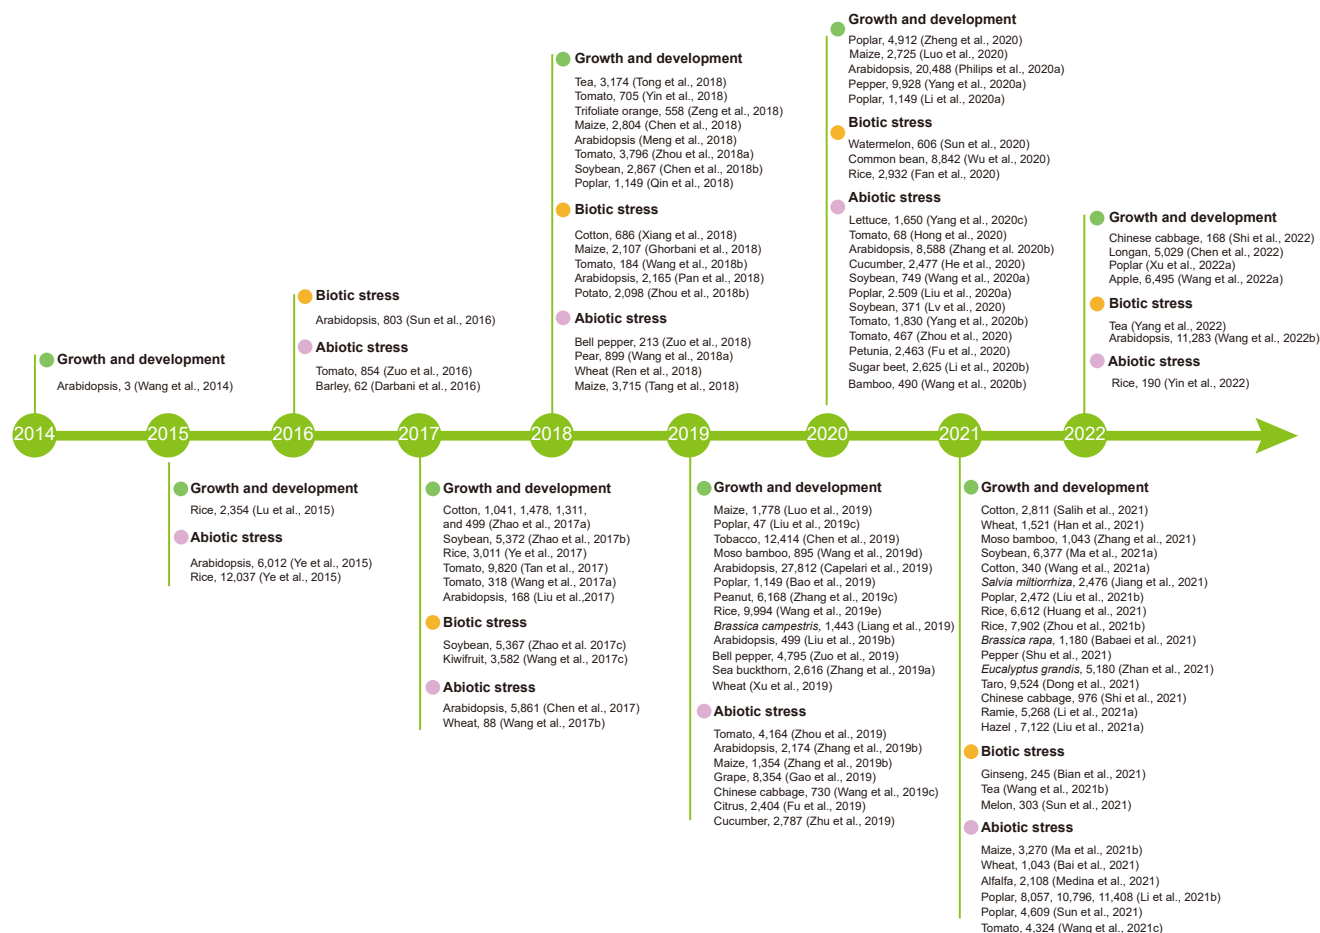 2014
Growth and development
Arabidopsis, 3 (Wang et al., 2014)
2015
Growth and development
Rice, 2,354 (Lu et al., 2015)
Abiotic stress
Arabidopsis, 6,012 (Ye et al., 2015)
Rice, 12,037 (Ye et al., 2015)
2016
Biotic stress
Arabidopsis, 803 (Sun et al., 2016)
Abiotic stress
Tomato, 854 (Zuo et al., 2016)
Barley, 62 (Darbani et al., 2016)
2017
Growth and development
Cotton, 1,041, 1,478, 1,311,
and 499 (Zhao et al., 2017a)
Soybean, 5,372 (Zhao et al., 2017b)
Rice, 3,011 (Ye et al., 2017)
Tomato, 9,820 (Tan et al., 2017)
Tomato, 318 (Wang et al., 2017a)
Arabidopsis, 168 (Liu et al.,2017)
Biotic stress
Soybean, 5,367 (Zhao et al. 2017c)
Kiwifruit, 3,582 (Wang et al., 2017c)
Abiotic stress
Arabidopsis, 5,861 (Chen et al., 2017)
Wheat, 88 (Wang et al., 2017b)
2018
Growth and development
Tea, 3,174 (Tong et al., 2018)
Tomato, 705 (Yin et al., 2018)
Trifoliate orange, 558 (Zeng et al., 2018)
Maize, 2,804 (Chen et al., 2018)
Arabidopsis (Meng et al., 2018)
Tomato, 3,796 (Zhou et al., 2018a)
Soybean, 2,867 (Chen et al., 2018b)
Poplar, 1,149 (Qin et al., 2018)
Biotic stress
Cotton, 686 (Xiang et al., 2018)
Maize, 2,107 (Ghorbani et al., 2018)
Tomato, 184 (Wang et al., 2018b)
Arabidopsis, 2,165 (Pan et al., 2018)
Potato, 2,098 (Zhou et al., 2018b)
Abiotic stress
Bell pepper, 213 (Zuo et al., 2018)
Pear, 899 (Wang et al., 2018a)
Wheat (Ren et al., 2018)
Maize, 3,715 (Tang et al., 2018)
2019
Growth and development
Maize, 1,778 (Luo et al., 2019)
Poplar, 47 (Liu et al., 2019c)
Tobacco, 12,414 (Chen et al., 2019)
Moso bamboo, 895 (Wang et al., 2019d)
Arabidopsis, 27,812 (Capelari et al., 2019)
Poplar, 1,149 (Bao et al., 2019)
Peanut, 6,168 (Zhang et al., 2019c)
Rice, 9,994 (Wang et al., 2019e)
Brassica campestris, 1,443 (Liang et al., 2019)
Arabidopsis, 499 (Liu et al., 2019b)
Bell pepper, 4,795 (Zuo et al., 2019)
Sea buckthorn, 2,616 (Zhang et al., 2019a)
Wheat (Xu et al., 2019)
Abiotic stress
Tomato, 4,164 (Zhou et al., 2019)
Arabidopsis, 2,174 (Zhang et al., 2019b)
Maize, 1,354 (Zhang et al., 2019b)
Grape, 8,354 (Gao et al., 2019)
Chinese cabbage, 730 (Wang et al., 2019c)
Citrus, 2,404 (Fu et al., 2019)
Cucumber, 2,787 (Zhu et al., 2019)
2020
Growth and development
Poplar, 4,912 (Zheng et al., 2020)
Maize, 2,725 (Luo et al., 2020)
Arabidopsis, 20,488 (Philips et al., 2020a)
Pepper, 9,928 (Yang et al., 2020a)
Poplar, 1,149 (Li et al., 2020a)
Biotic stress
Watermelon, 606 (Sun et al., 2020)
Common bean, 8,842 (Wu et al., 2020)
Rice, 2,932 (Fan et al., 2020)
Abiotic stress
Lettuce, 1,650 (Yang et al., 2020c)
Tomato, 68 (Hong et al., 2020)
Arabidopsis, 8,588 (Zhang et al. 2020b)
Cucumber, 2,477 (He et al., 2020)
Soybean, 749 (Wang et al., 2020a)
Poplar, 2.509 (Liu et al., 2020a)
Soybean, 371 (Lv et al., 2020)
Tomato, 1,830 (Yang et al., 2020b)
Tomato, 467 (Zhou et al., 2020)
Petunia, 2,463 (Fu et al., 2020)
Sugar beet, 2,625 (Li et al., 2020b)
Bamboo, 490 (Wang et al., 2020b)
2021
Growth and development
Cotton, 2,811 (Salih et al., 2021)
Wheat, 1,521 (Han et al., 2021)
Moso bamboo, 1,043 (Zhang et al., 2021)
Soybean, 6,377 (Ma et al., 2021a)
Cotton, 340 (Wang et al., 2021a)
Salvia miltiorrhiza, 2,476 (Jiang et al., 2021)
Poplar, 2,472 (Liu et al., 2021b)
Rice, 6,612 (Huang et al., 2021)
Rice, 7,902 (Zhou et al., 2021b)
Brassica rapa, 1,180 (Babaei et al., 2021)
Pepper (Shu et al., 2021)
Eucalyptus grandis, 5,180 (Zhan et al., 2021)
Taro, 9,524 (Dong et al., 2021)
Chinese cabbage, 976 (Shi et al., 2021)
Ramie, 5,268 (Li et al., 2021a)
Hazel , 7,122 (Liu et al., 2021a)
Biotic stress
Ginseng, 245 (Bian et al., 2021)
Tea (Wang et al., 2021b)
Melon, 303 (Sun et al., 2021)
Abiotic stress
Maize, 3,270 (Ma et al., 2021b)
Wheat, 1,043 (Bai et al., 2021)
Alfalfa, 2,108 (Medina et al., 2021)
Poplar, 8,057, 10,796, 11,408 (Li et al., 2021b)
Poplar, 4,609 (Sun et al., 2021)
Tomato, 4,324 (Wang et al., 2021c)
2022
Growth and development
Chinese cabbage, 168 (Shi et al., 2022)
Longan, 5,029 (Chen et al., 2022)
Poplar (Xu et al., 2022a)
Apple, 6,495 (Wang et al., 2022a)
Biotic stress
Tea (Yang et al., 2022)
Arabidopsis, 11,283 (Wang et al., 2022b)
Abiotic stress
Rice, 190 (Yin et al., 2022)